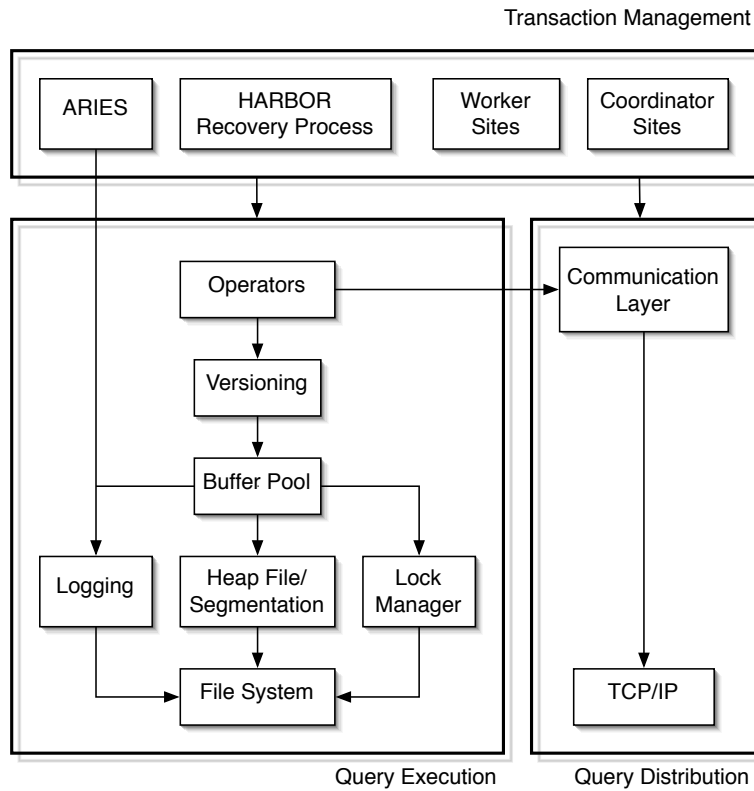 Transaction Management
ARIES
HARBOR
Recovery Process
Worker
Sites
Coordinator
Sites
Operators
Communication
Layer
Versioning
Buffer Pool
Logging
Heap File/
Segmentation
Lock
Manager
File System
TCP/IP
Query Execution
Query Distribution